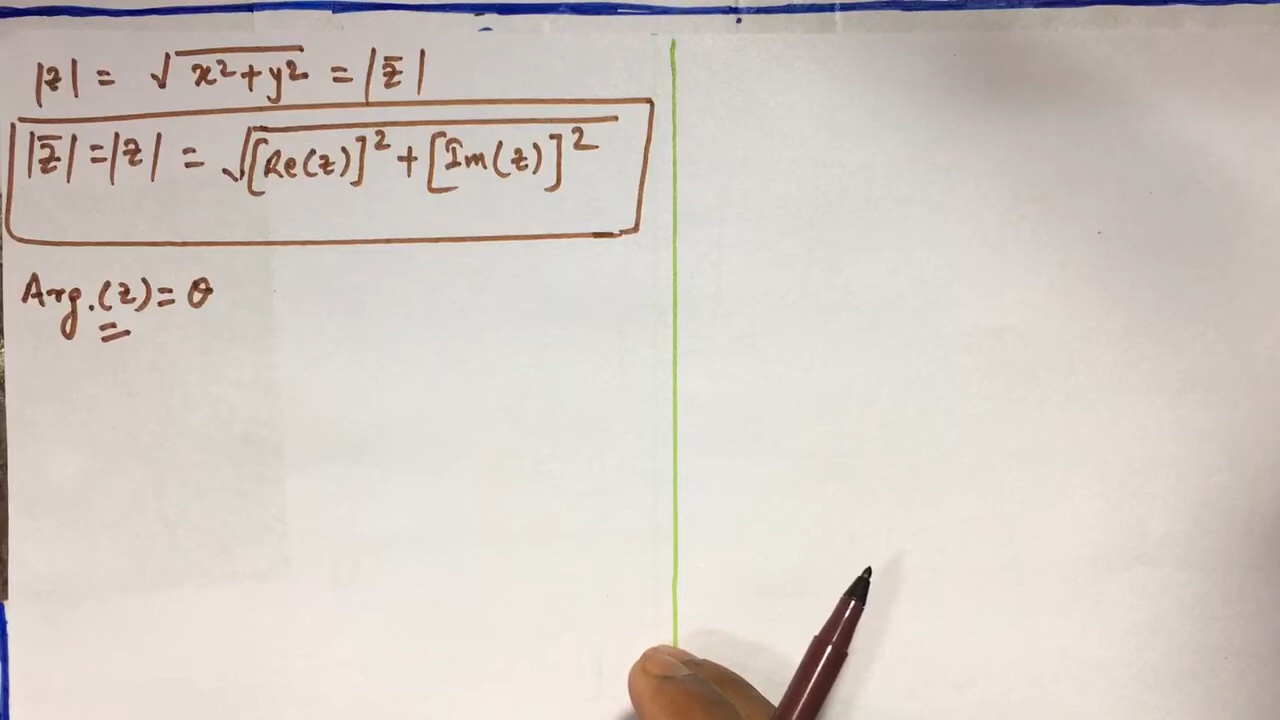 |z| = √x²+y² = |z̄|
|z̄| = |z| = √[Re(z)]² + [Im(z)]²
Arg.(z) = θ